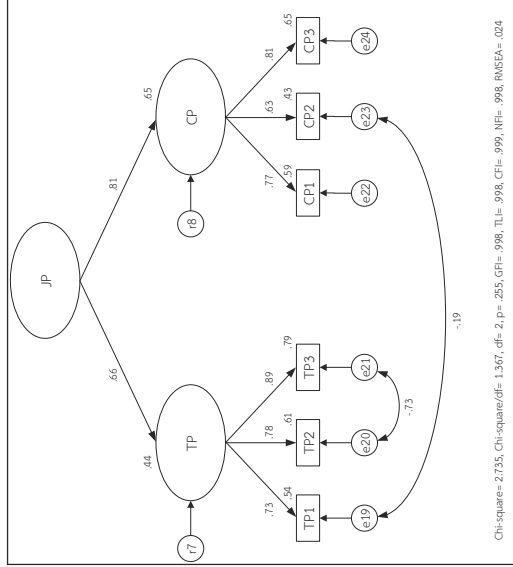 JP
.66
.81
.44
.65
r7
TP
r8
CP
.73
.78
.89
.77
.63
.81
.54
.61
.79
.59
.43
.65
TP1
TP2
TP3
CP1
CP2
CP3
e19
e20
e21
e22
e23
e24
-.73
-.19
Chi-square= 2.735, Chi-square/df= 1.367, df= 2, p= .255, GFI= .998, TLI= .998, CFI= .999, NFI= .998, RMSEA= .024